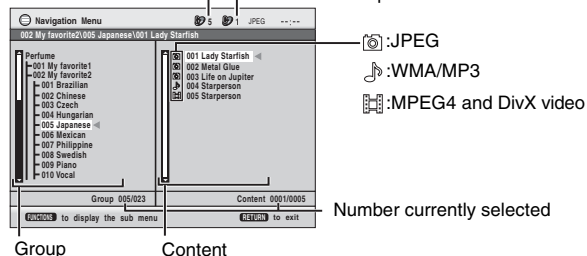 Navigation Menu 5 1 JPEG --:--
002 My favorite2\005 Japanese\001 Lady Starfish
Perfume
001 My favorite1
002 My favorite2
001 Brazilian
002 Chinese
003 Czech
004 Hungarian
005 Japanese
006 Mexican
007 Philippine
008 Swedish
009 Piano
010 Vocal
001 Lady Starfish
002 Metal Glue
003 Life on Jupiter
004 Starperson
005 Starperson
Group 005/023
Content 0001/0005
FUNCTIONS to display the sub menu
RETURN to exit
:JPEG
:WMA/MP3
:MPEG4 and DivX video
Number currently selected
Group
Content